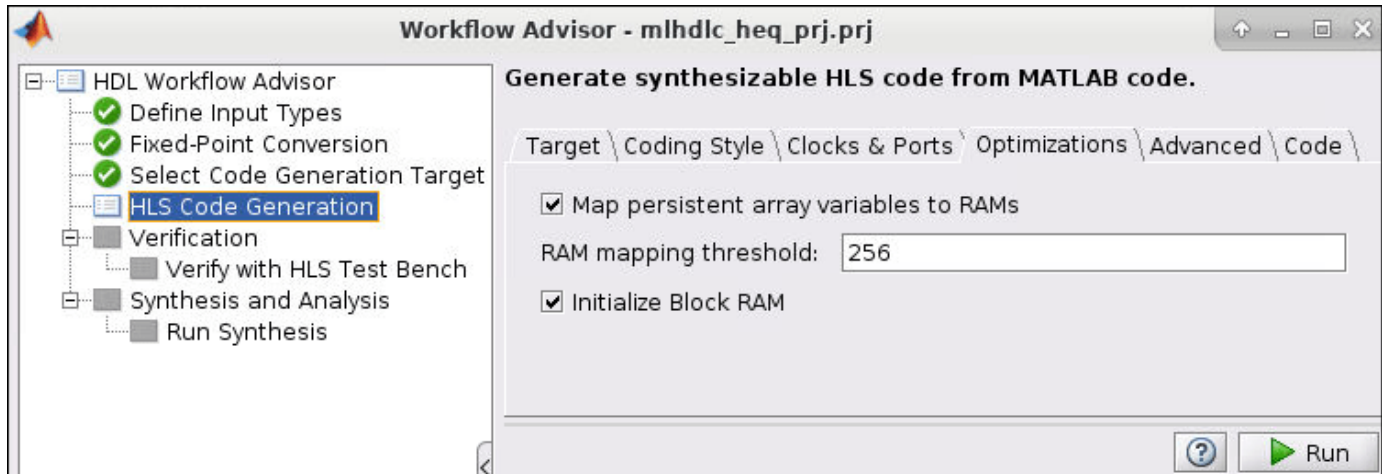 Workflow Advisor - mlhdlc_heq_prj.prj
HDL Workflow Advisor
Define Input Types
Fixed-Point Conversion
Select Code Generation Target
HLS Code Generation
Verification
Verify with HLS Test Bench
Synthesis and Analysis
Run Synthesis
Generate synthesizable HLS code from MATLAB code.
Target \ Coding Style \ Clocks & Ports Optimizations \ Advanced \ Code \
Map persistent array variables to RAMs
RAM mapping threshold: 256
Initialize Block RAM
? Run